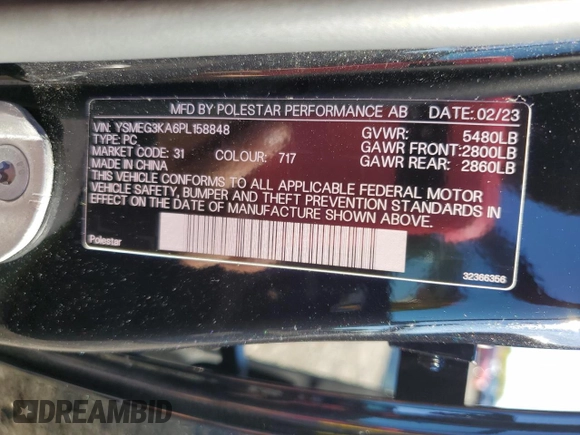 MFD BY POLESTAR PERFORMANCE AB DATE: 02/23
VIN: YSMEG3KA6PL158848 GVWR: 5480LB
TYPE: PC GAWR FRONT: 2800LB
MARKET CODE: 31 COLOUR: 717 GAWR REAR: 2860LB
MADE IN CHINA
THIS VEHICLE CONFORMS TO ALL APPLICABLE FEDERAL MOTOR
VEHICLE SAFETY, BUMPER AND THEFT PREVENTION STANDARDS IN
EFFECT ON THE DATE OF MANUFACTURE SHOWN ABOVE.
Polestar
32366356
DREAMBID